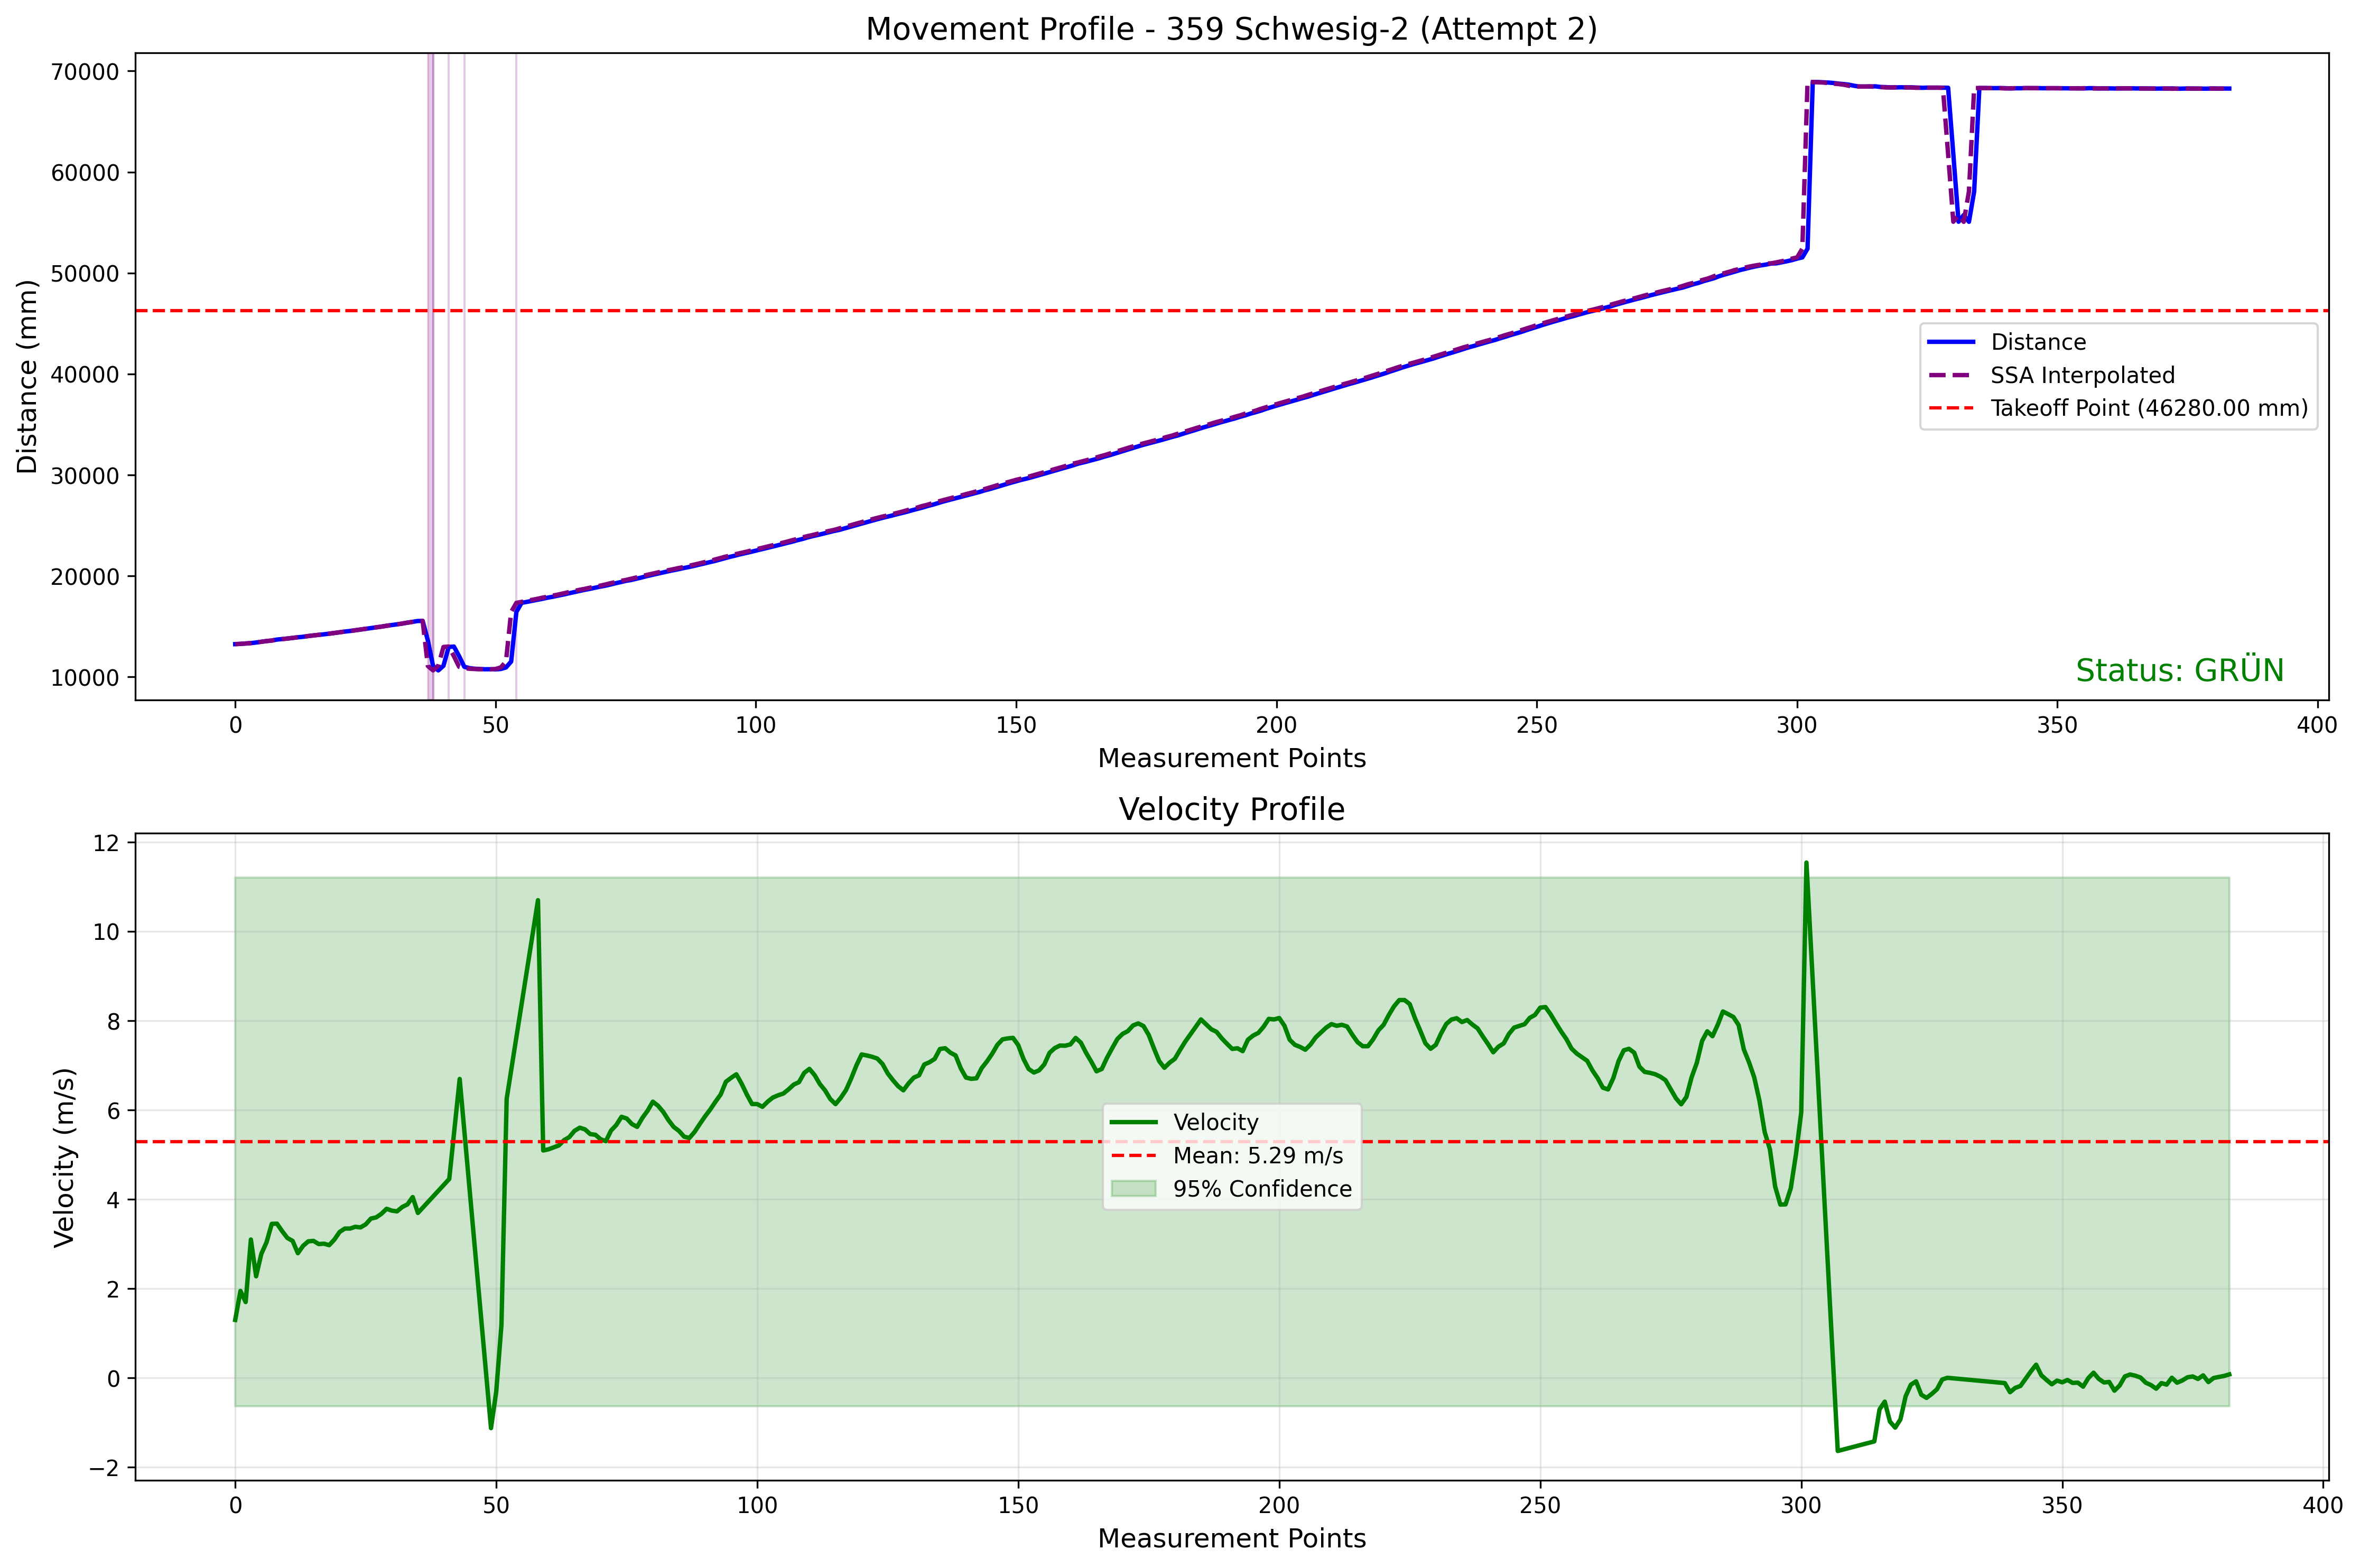 Movement Profile - 359 Schwesig-2 (Attempt 2)
Distance (mm)
70000
60000
50000
40000
30000
20000
10000
Distance
SSA Interpolated
Takeoff Point (46280.00 mm)
Status: GRÜN
0 50 100 150 200 250 300 350 400
Measurement Points
Velocity Profile
Velocity (m/s)
12
10
8
6
4
2
0
−2
Velocity
Mean: 5.29 m/s
95% Confidence
0 50 100 150 200 250 300 350 400
Measurement Points